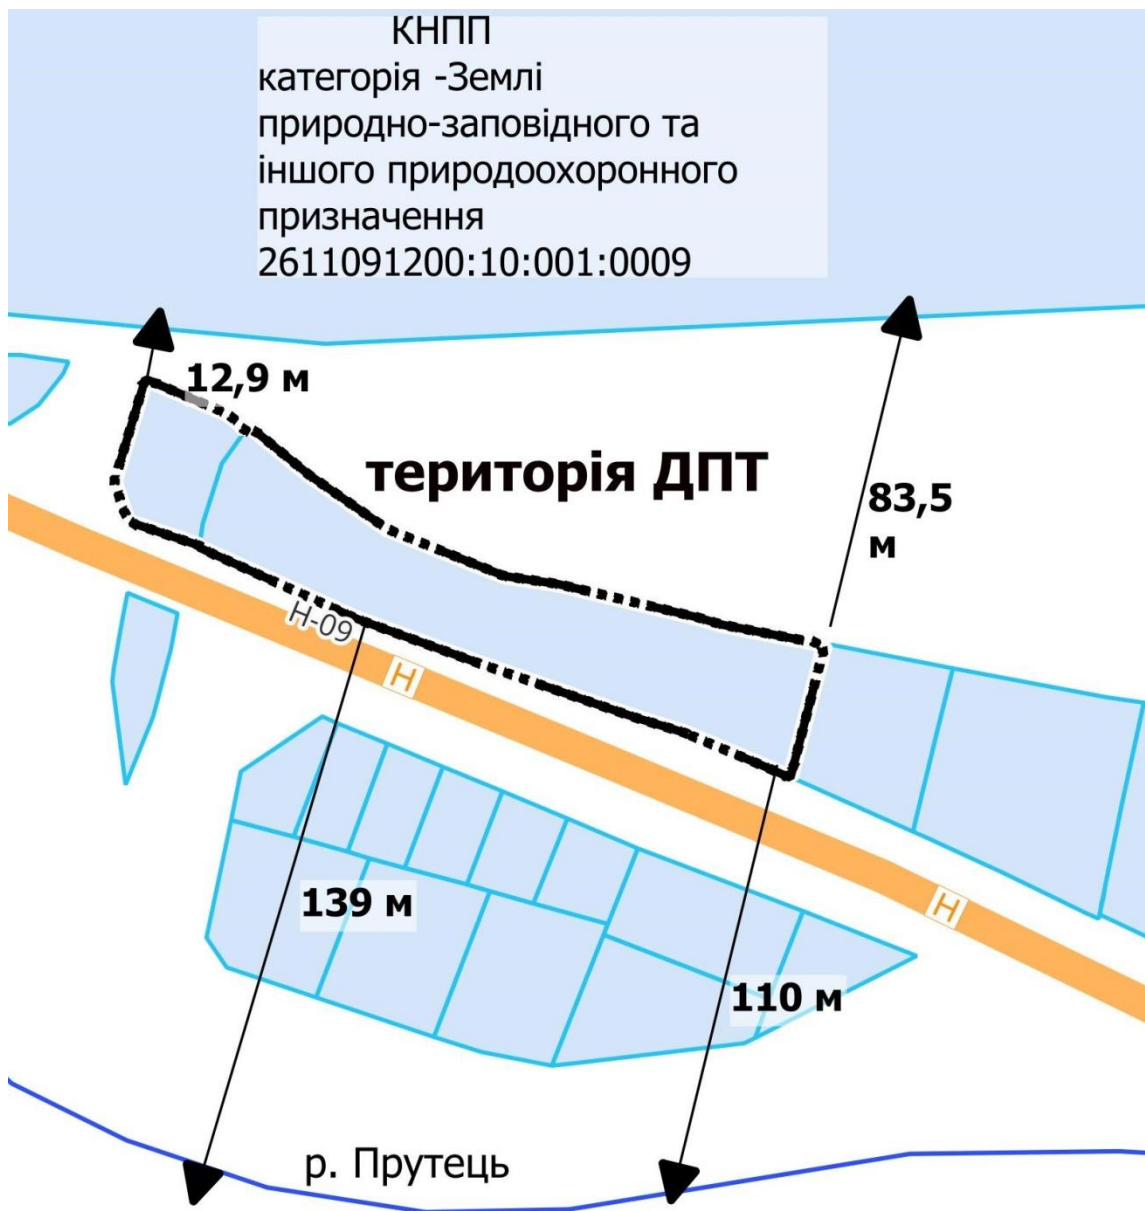 КНПП
категорія -Землі
природно-заповідного та
іншого природоохоронного
призначення
2611091200:10:001:0009
12,9 м
територія ДПТ
83,5
м
Н-09
Н
139 м
Н
110 м
р. Прутець